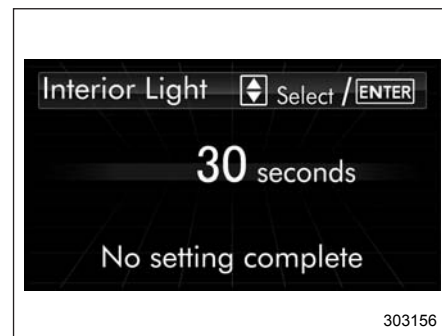 Interior Light Select / ENTER
30 seconds
No setting complete
303156